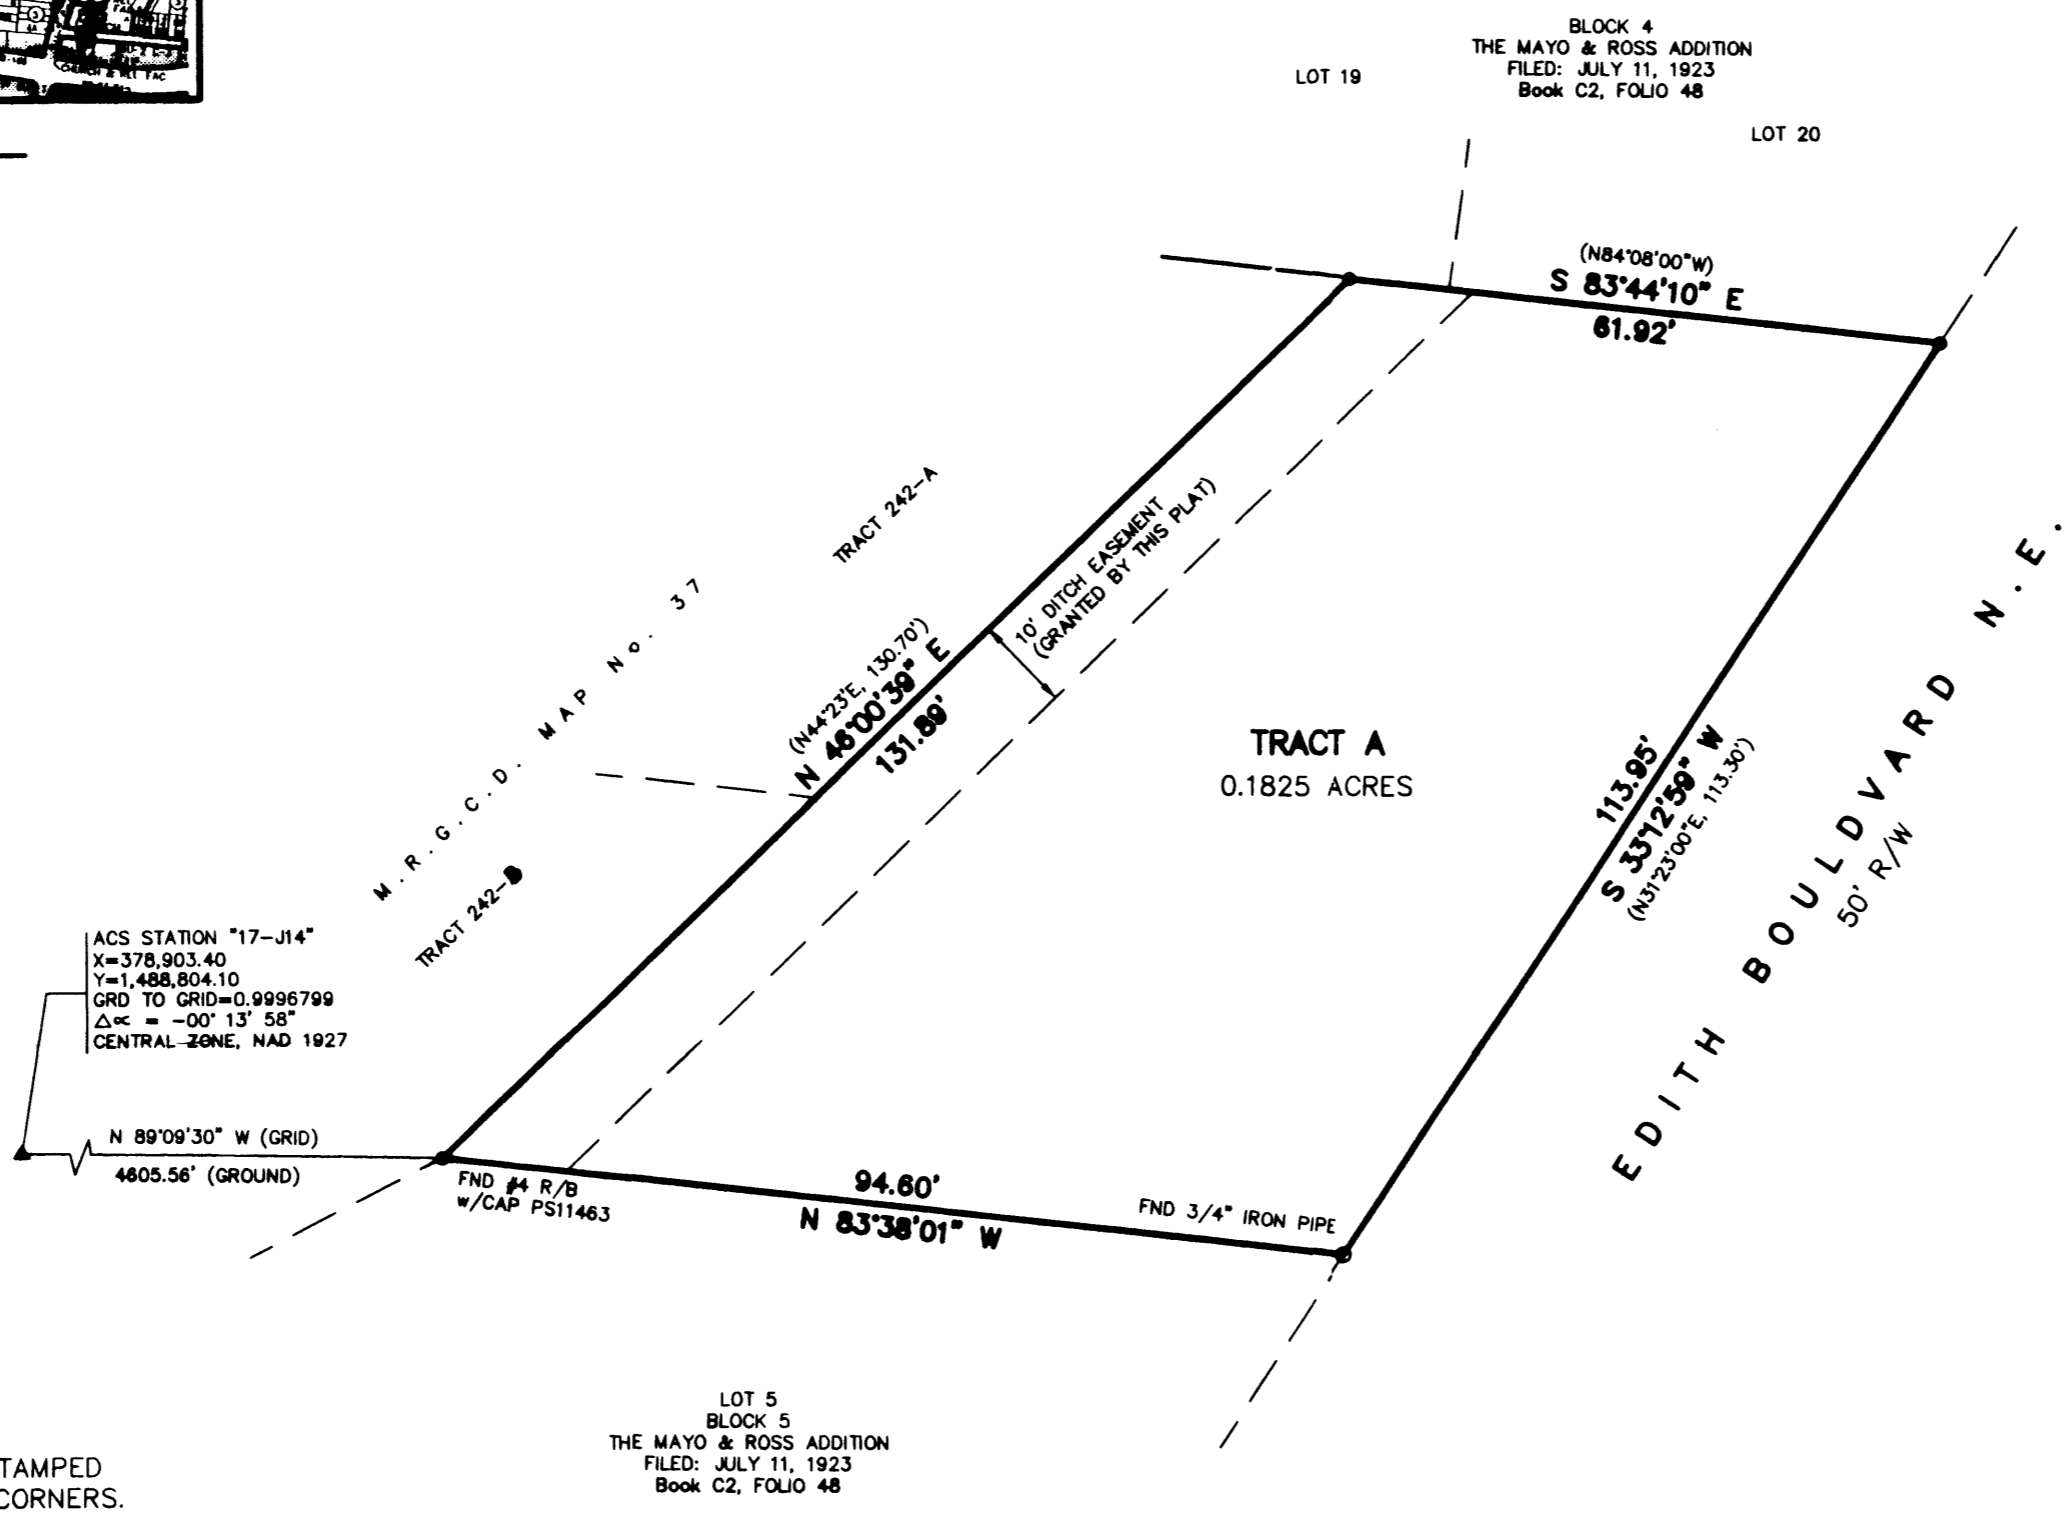 CHURCH & REL FAC
BLOCK 4
THE MAYO & ROSS ADDITION
FILED: JULY 11, 1923
Book C2, FOLIO 48
LOT 19
LOT 20
(N84°08'00"W)
S 83°44'10" E
61.92'
TRACT 242-A
M.R.G.C.D. MAP No. 37
10' DITCH EASEMENT
(GRANTED BY THIS PLAT)
(N44°23'E, 130.70')
N 46°00'39" E
131.89'
TRACT A
0.1825 ACRES
113.95'
S 33°12'59" W
(N31°23'00"E, 113.30')
EDITH BOULDVARD N.E.
50' R/W
TRACT 242-
ACS STATION "17-J14"
X=378,903.40
Y=1,488,804.10
GRD TO GRID=0.9996799
Δ∝ = -00° 13' 58"
CENTRAL ZONE, NAD 1927
N 89°09'30" W (GRID)
4605.56' (GROUND)
FND #4 R/B
w/CAP PS11463
94.60'
N 83°38'01" W
FND 3/4" IRON PIPE
LOT 5
BLOCK 5
THE MAYO & ROSS ADDITION
FILED: JULY 11, 1923
Book C2, FOLIO 48
TAMPED
CORNERS.